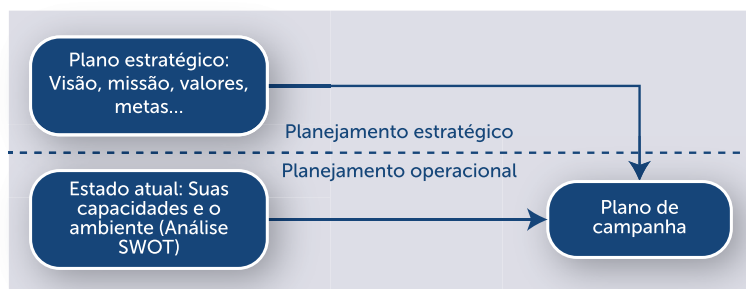 Plano estratégico:
Visão, missão, valores,
metas...
Planejamento estratégico
Planejamento operacional
Estado atual: Suas
capacidades e o
ambiente (Análise
SWOT)
Plano de
campanha